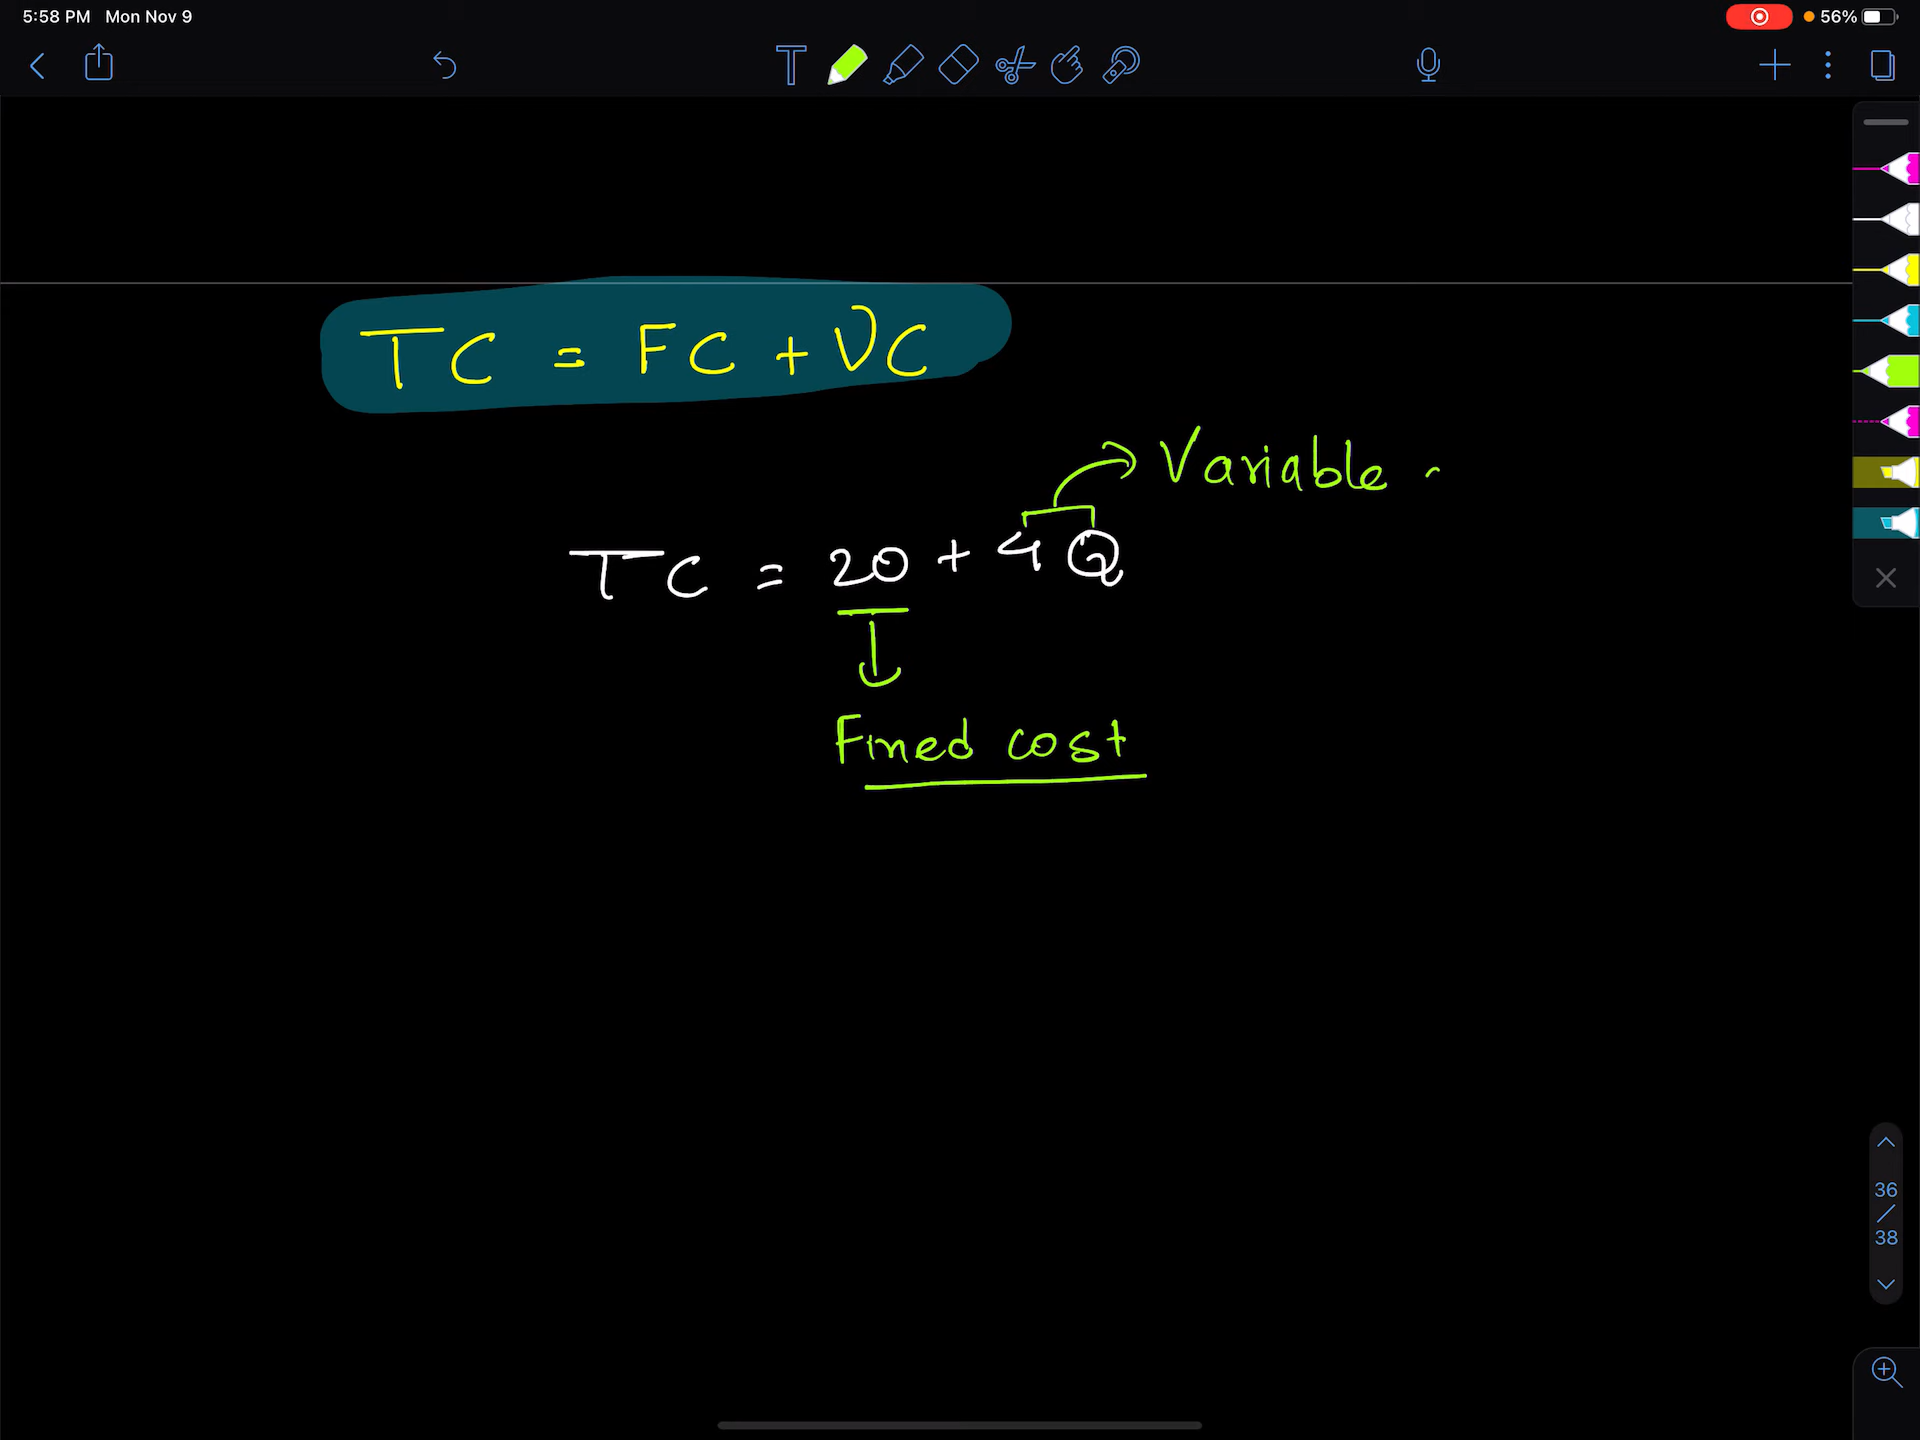 5:58 PM Mon Nov 9
56%
TC = FC + VC
Variable
TC = 20 + 4Q
Fixed cost
36
/
38